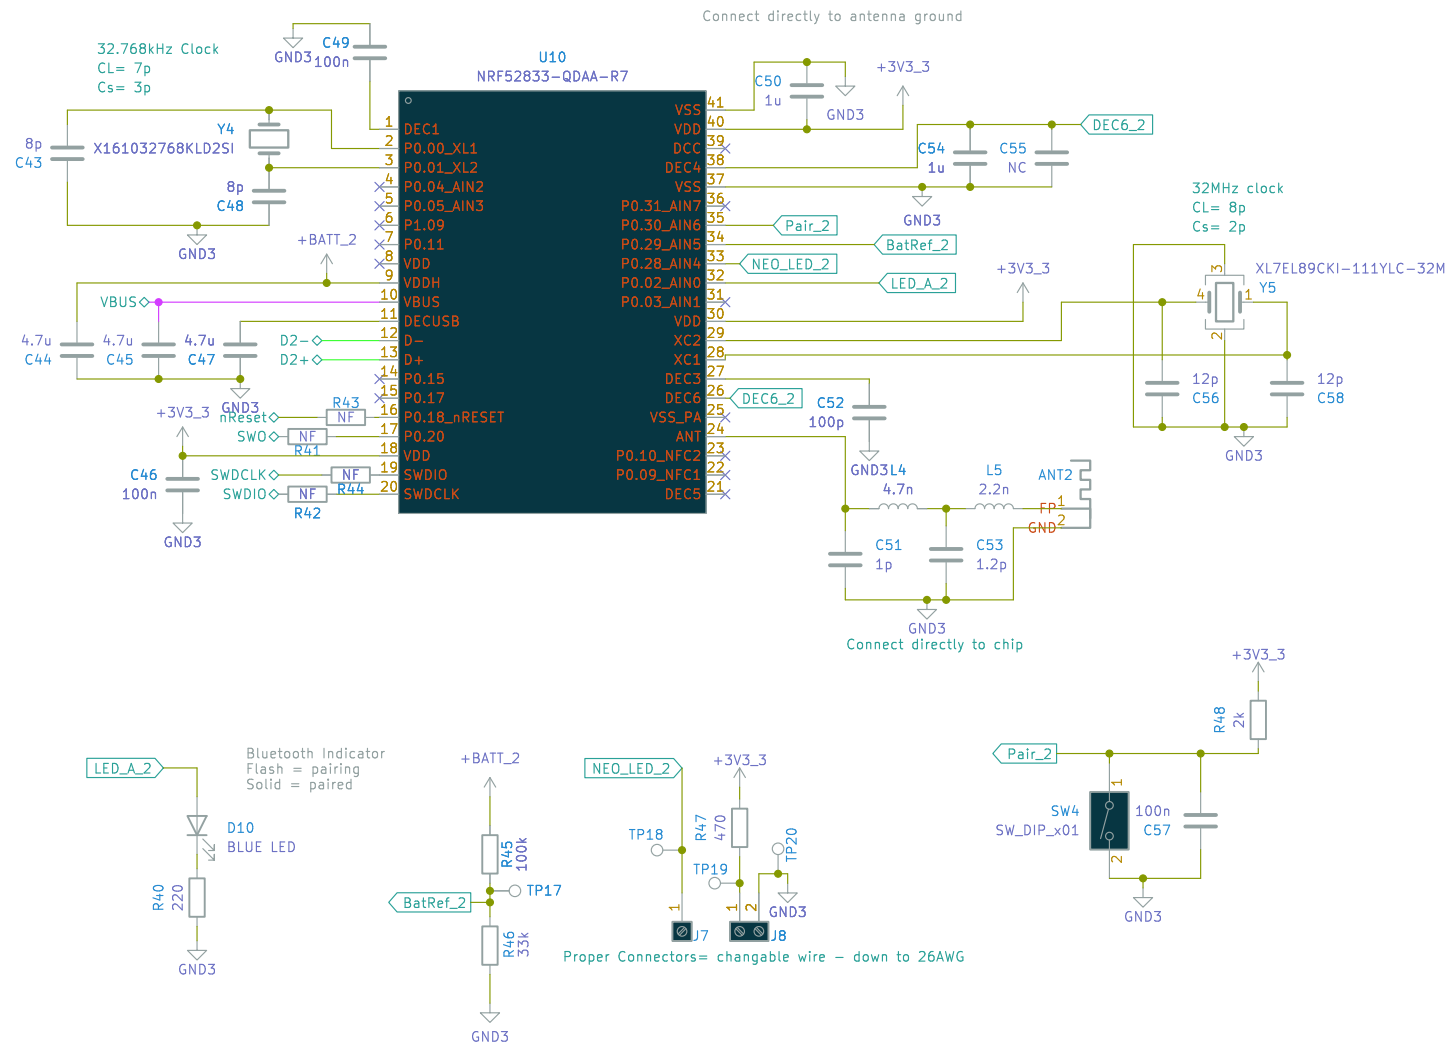 Connect directly to antenna ground
32.768kHz Clock
CL= 7p
Cs= 3p
GND3
C49
100n
U10
NRF52833-QDAA-R7
8p
C43
Y4
X161032768KLD2SI
8p
C48
GND3
+BATT_2
VBUS
4.7u
C44
4.7u
C45
4.7u
C47
D2-
D2+
GND3
+3V3_3
nReset
R43
NF
SWO
NF
R41
C46
100n
SWDCLK
NF
R44
SWDIO
NF
R42
GND3
1 DEC1
2 P0.00_XL1
3 P0.01_XL2
4 P0.04_AIN2
5 P0.05_AIN3
6 P1.09
7 P0.11
8 VDD
9 VDDH
10 VBUS
11 DECUSB
12 D-
13 D+
14 P0.15
15 P0.17
16 P0.18_nRESET
17 P0.20
18 VDD
19 SWDIO
20 SWDCLK
VSS 41
VDD 40
DCC 39
DEC4 38
VSS 37
P0.31_AIN7 36
P0.30_AIN6 35
P0.29_AIN5 34
P0.28_AIN4 33
P0.02_AIN0 32
P0.03_AIN1 31
VDD 30
XC2 29
XC1 28
DEC3 27
DEC6 26
VSS_PA 25
ANT 24
P0.10_NFC2 23
P0.09_NFC1 22
DEC5 21
C50
1u
GND3
+3V3_3
DEC6_2
C54
1u
C55
NC
GND3
Pair_2
BatRef_2
NEO_LED_2
LED_A_2
+3V3_3
32MHz clock
CL= 8p
Cs= 2p
XL7EL89CKI-111YLC-32M
Y5
3
4
1
2
12p
C56
12p
C58
GND3
DEC6_2
C52
100p
GND3
L4
4.7n
L5
2.2n
ANT2
FP 1
GND 2
C51
1p
C53
1.2p
GND3
Connect directly to chip
LED_A_2
Bluetooth Indicator
Flash = pairing
Solid = paired
D10
BLUE LED
R40
220
GND3
+BATT_2
R45
100k
TP17
BatRef_2
R46
33k
GND3
NEO_LED_2
TP18
1
J7
+3V3_3
R47
470
TP19
TP20
1
2
GND3
J8
Proper Connectors= changable wire - down to 26AWG
+3V3_3
R48
2k
Pair_2
1
SW4
SW_DIP_x01
2
100n
C57
GND3